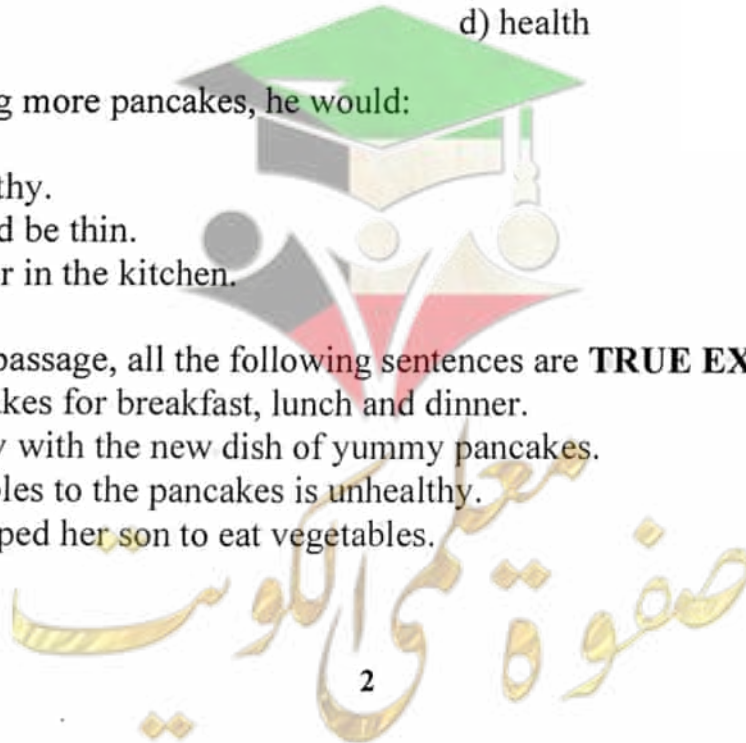 d) health
g more pancakes, he would:
thy.
d be thin.
r in the kitchen.
passage, all the following sentences are TRUE EX
kes for breakfast, lunch and dinner.
y with the new dish of yummy pancakes.
les to the pancakes is unhealthy.
ped her son to eat vegetables.
صفوة معلمى الكويت
2